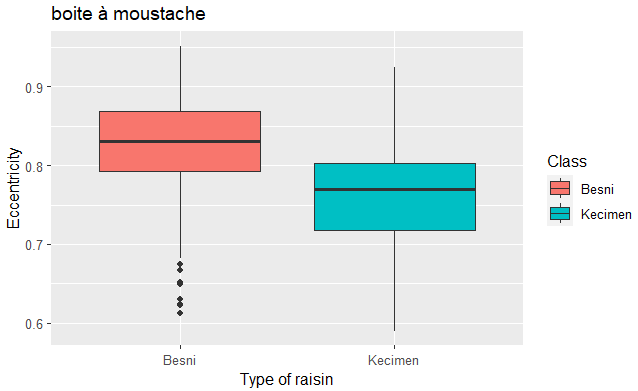 boite à moustache
Eccentricity
0.9
0.8
0.7
0.6
Besni
Kecimen
Type of raisin
Class
Besni
Kecimen